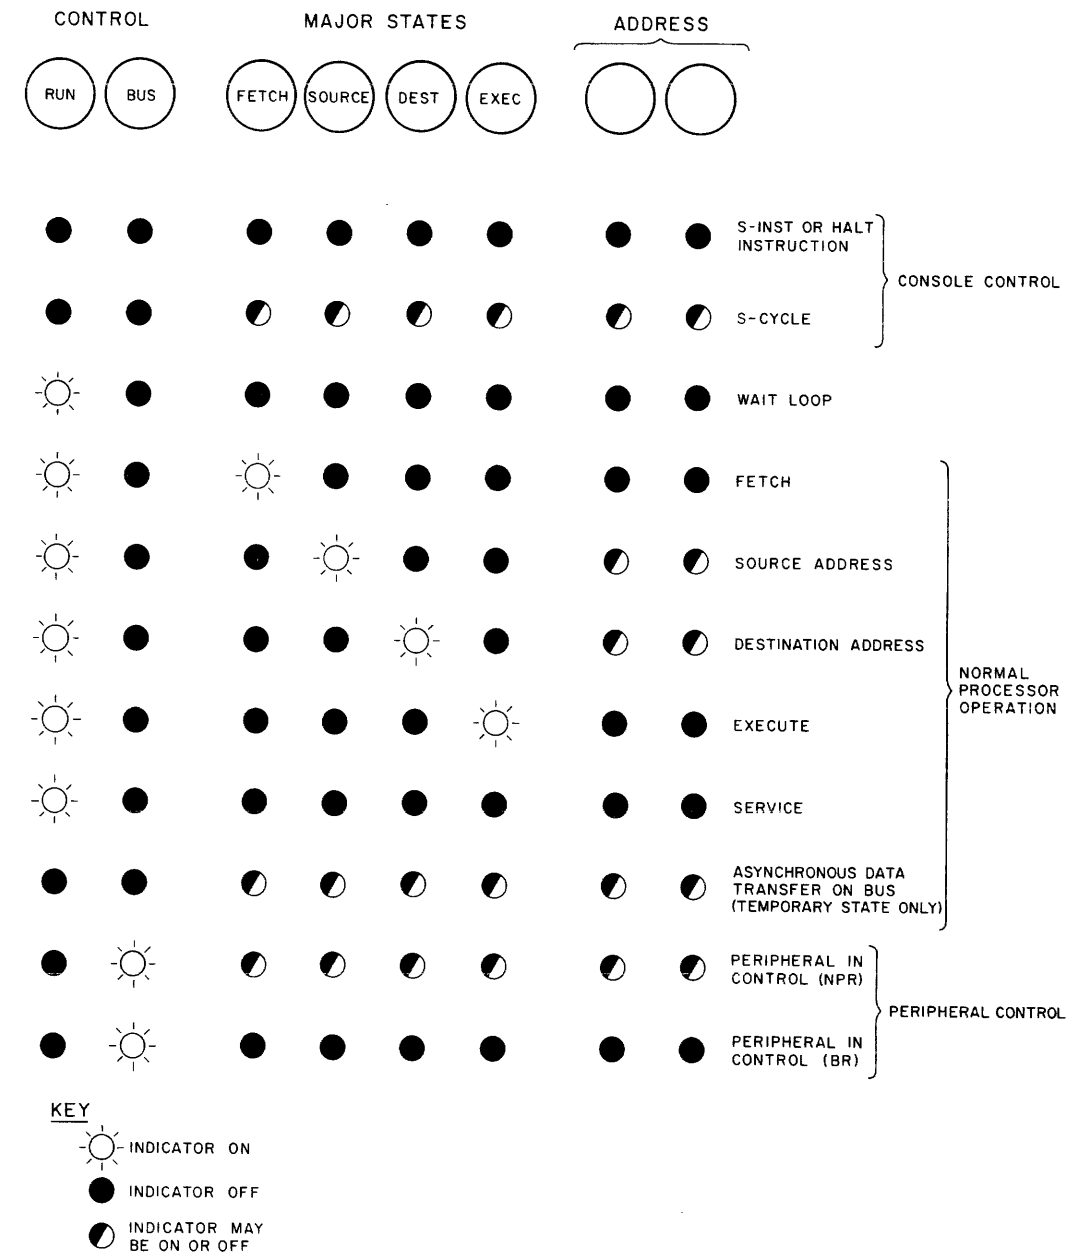 CONTROL
MAJOR STATES
ADDRESS
RUN
BUS
FETCH
SOURCE
DEST
EXEC
S-INST OR HALT
INSTRUCTION
CONSOLE CONTROL
S-CYCLE
WAIT LOOP
FETCH
SOURCE ADDRESS
DESTINATION ADDRESS
NORMAL
PROCESSOR
OPERATION
EXECUTE
SERVICE
ASYNCHRONOUS DATA
TRANSFER ON BUS
(TEMPORARY STATE ONLY)
PERIPHERAL IN
CONTROL (NPR)
PERIPHERAL CONTROL
PERIPHERAL IN
CONTROL (BR)
KEY
INDICATOR ON
INDICATOR OFF
INDICATOR MAY
BE ON OR OFF